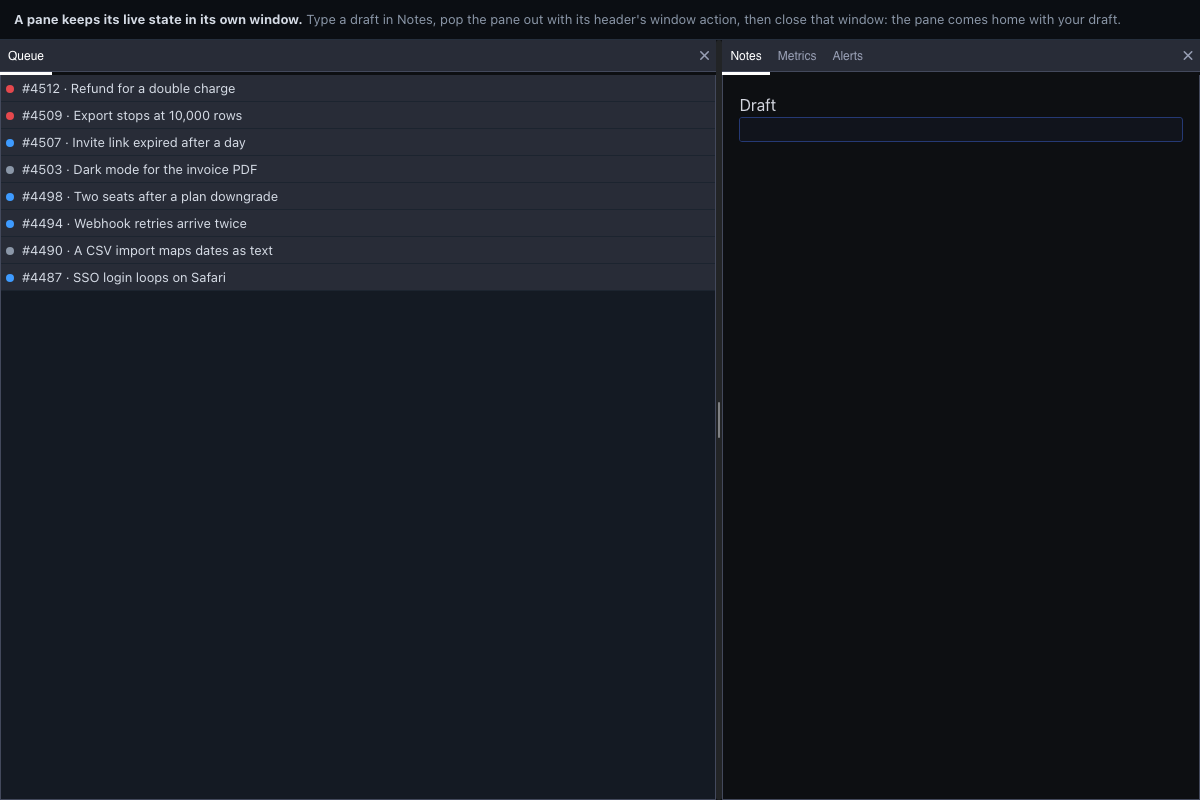 A pane keeps its live state in its own window. Type a draft in Notes, pop the pane out with its header's window action, then close that window: the pane comes home with your draft.
Queue
#4512 · Refund for a double charge
#4509 · Export stops at 10,000 rows
#4507 · Invite link expired after a day
#4503 · Dark mode for the invoice PDF
#4498 · Two seats after a plan downgrade
#4494 · Webhook retries arrive twice
#4490 · A CSV import maps dates as text
#4487 · SSO login loops on Safari
Notes Metrics Alerts
Draft